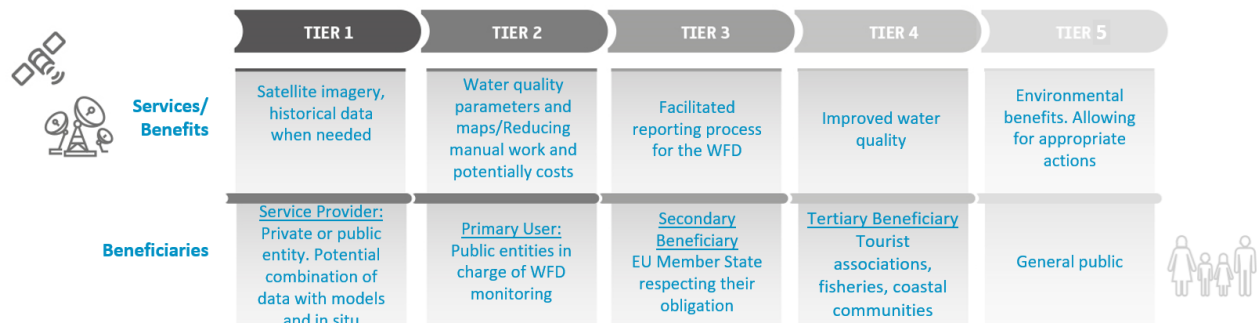 TIER 1
TIER 2
TIER 3
TIER 4
TIER 5
Services/
Benefits
Satellite imagery,
historical data
when needed
Water quality
parameters and
maps/Reducing
manual work and
potentially costs
Facilitated
reporting process
for the WFD
Improved water
quality
Environmental
benefits. Allowing
for appropriate
actions
Beneficiaries
Service Provider:
Private or public
entity. Potential
combination of
data with models
and in situ
Primary User:
Public entities in
charge of WFD
monitoring
Secondary
Beneficiary
EU Member State
respecting their
obligation
Tertiary Beneficiary
Tourist
associations,
fisheries, coastal
communities
General public